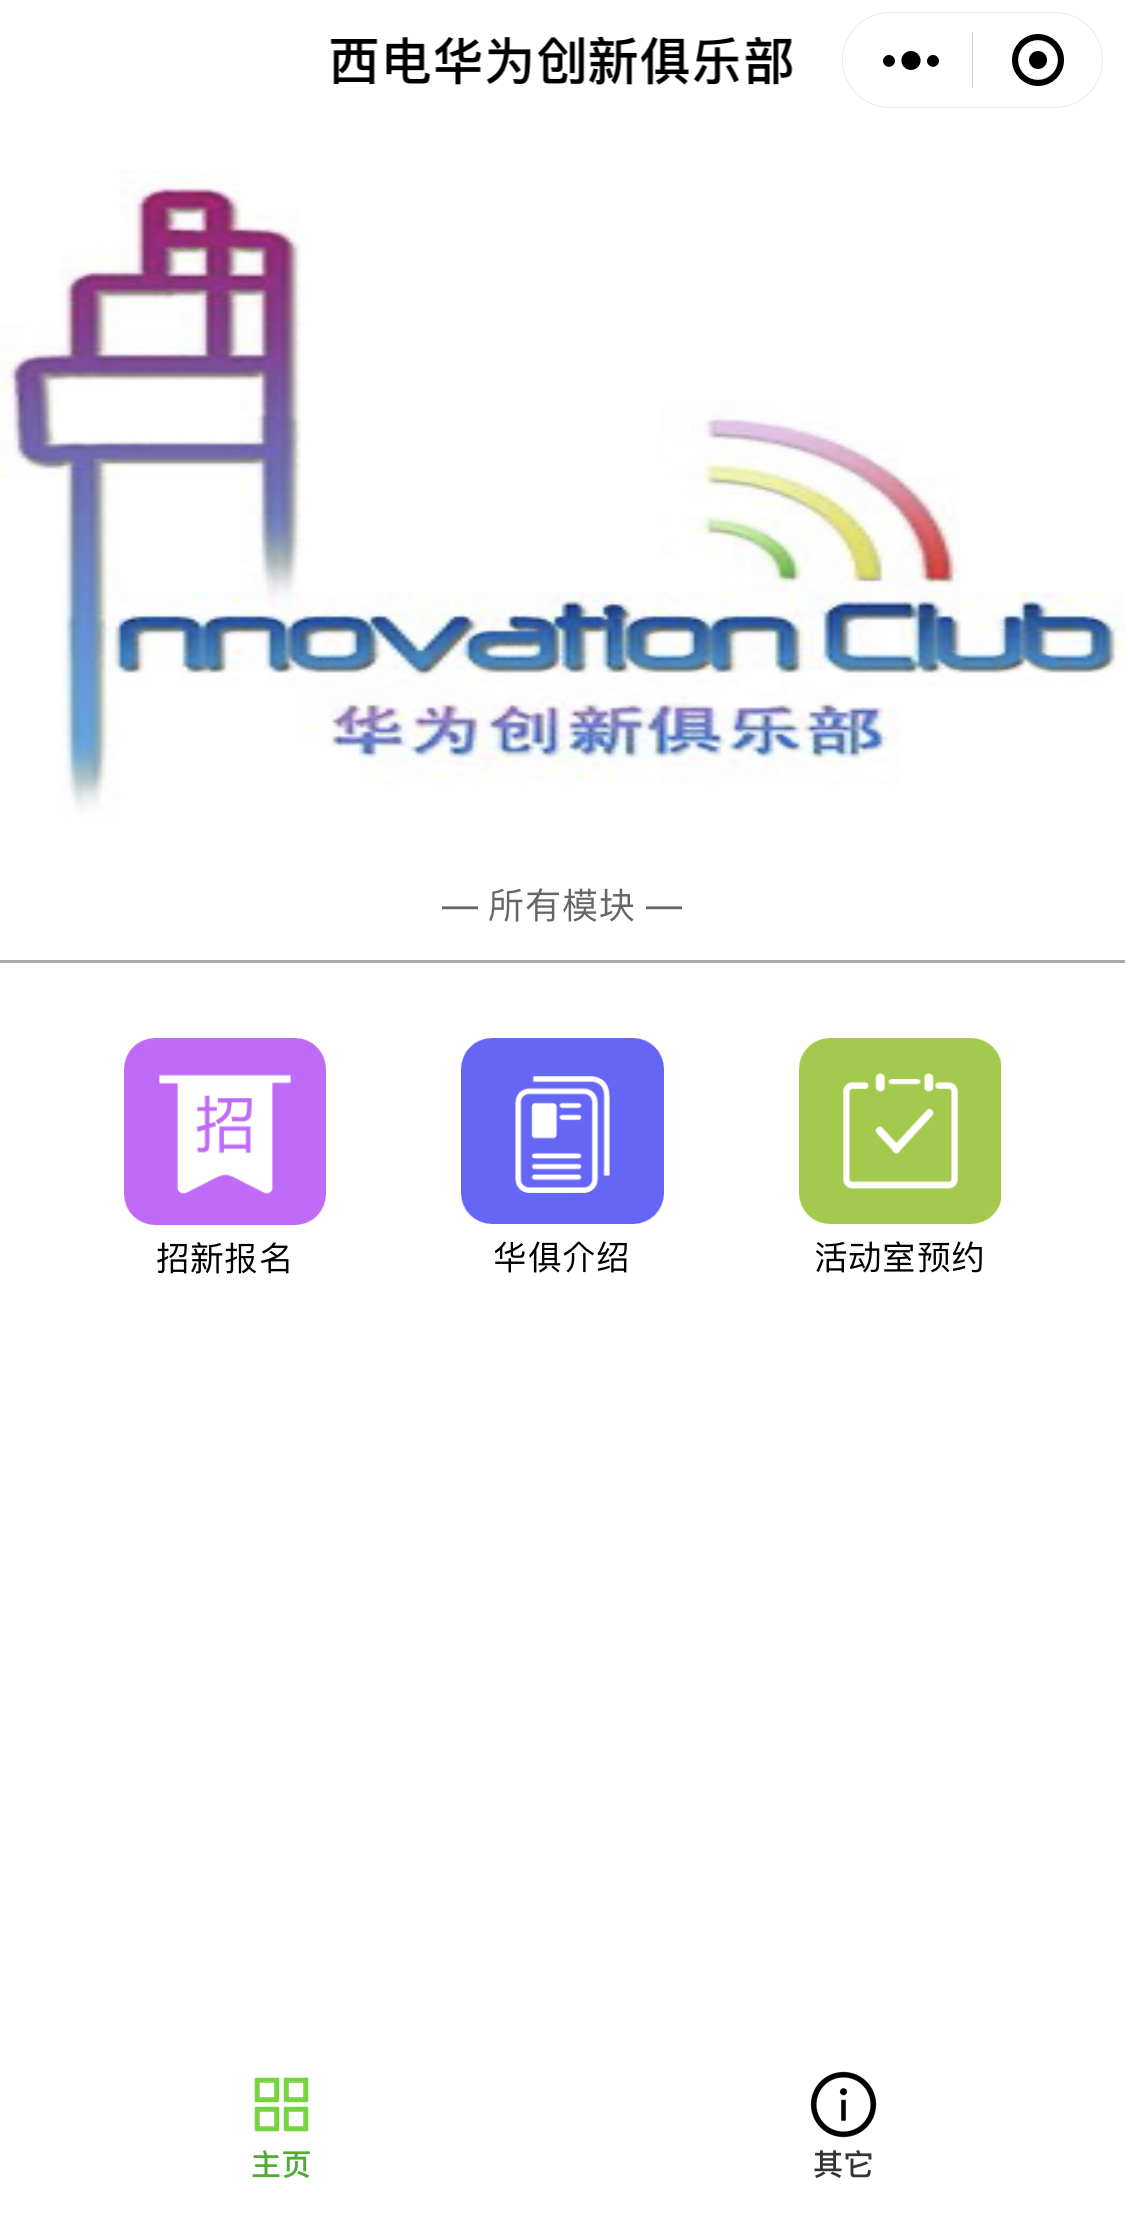 西电华为创新俱乐部
Innovation Club
华为创新俱乐部
— 所有模块 —
招
招新报名
华俱介绍
活动室预约
主页
其它